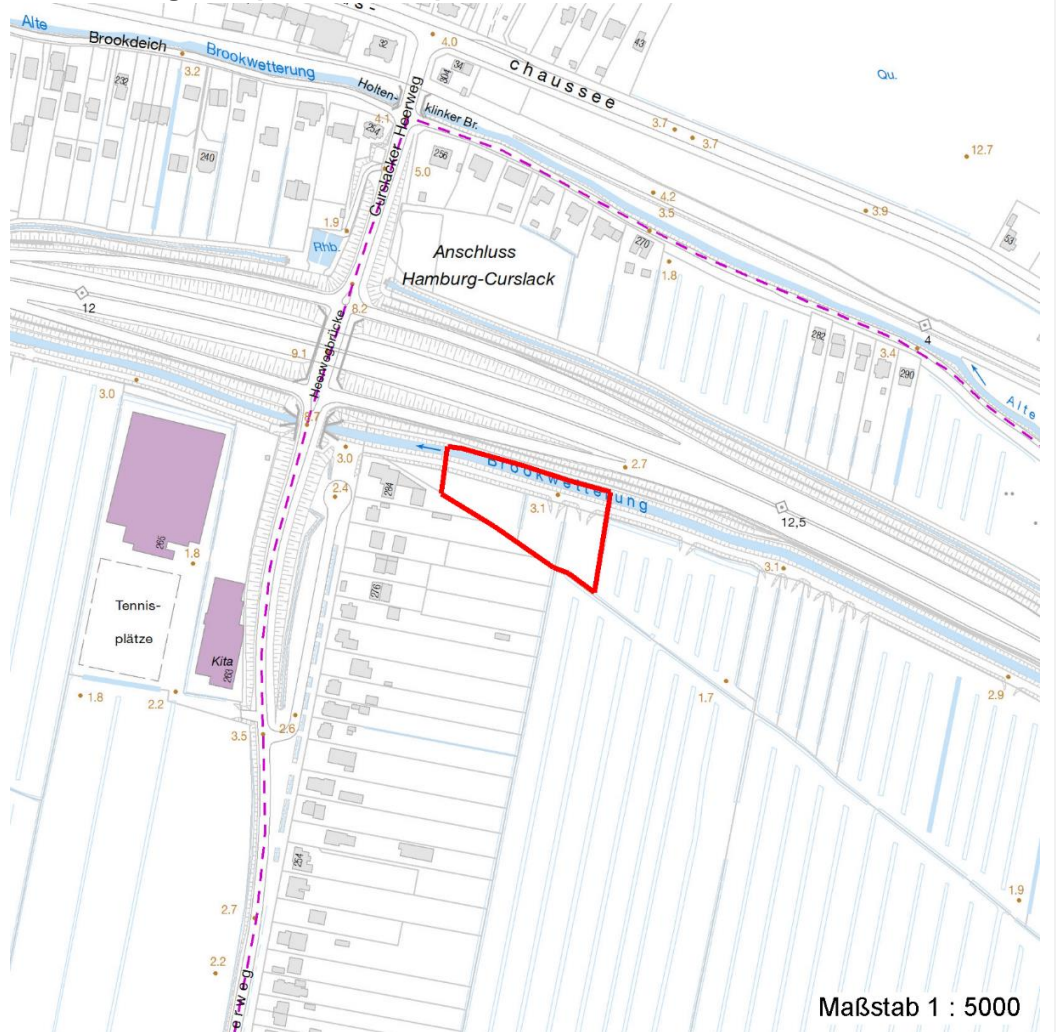 Alte
Brookdeich
Brookwetterung
Holten-
klinker Br.
chaussee
Curslacker Heerweg
Qu.
32
34
304
43
4.0
3.2
232
4.1
254
240
256
5.0
3.7
3.7
12.7
4.2
3.5
3.9
53
1.9
Rhb.
Anschluss
Hamburg-Curslack
270
1.8
12
8.2
Heerwegbrücke
9.1
282
3.4
4
290
Alte
3.0
3.0
2.4
284
Brookwetterung
2.7
3.1
12,5
3.1
265
1.8
276
Tennis-
plätze
Kita
263
1.8
2.2
2.6
3.5
1.7
2.9
254
2.7
1.9
2.2
erweg
Maßstab 1 : 5000